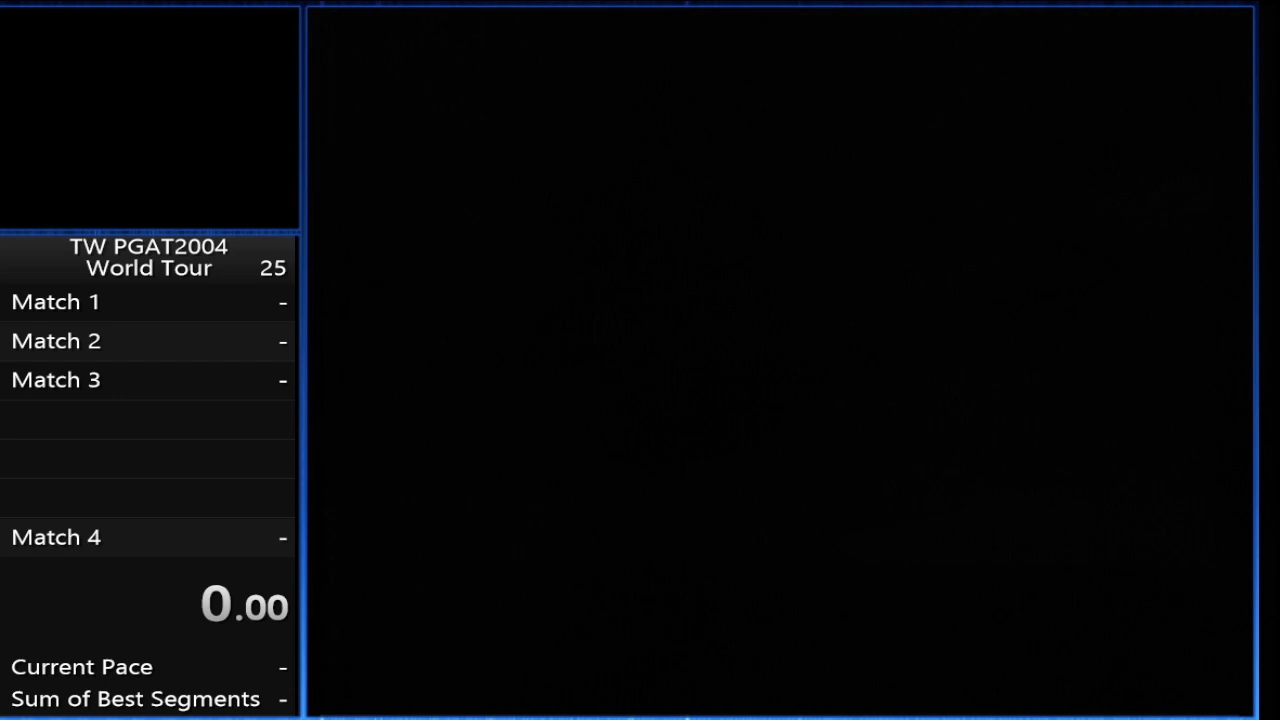 TW PGAT2004
World Tour 25
Match 1 -
Match 2 -
Match 3 -
Match 4 -
0.00
Current Pace -
Sum of Best Segments -